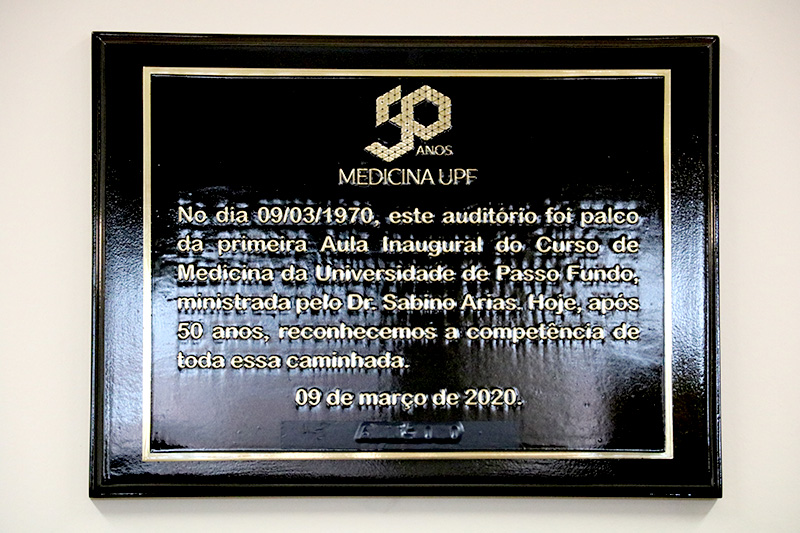 50
ANOS
MEDICINA UPF
No dia 09/03/1970, este auditório foi palco
da primeira Aula Inaugural do Curso de
Medicina da Universidade de Passo Fundo,
ministrada pelo Dr. Sabino Arias. Hoje, após
50 anos, reconhecemos a competência de
toda essa caminhada.
09 de março de 2020.